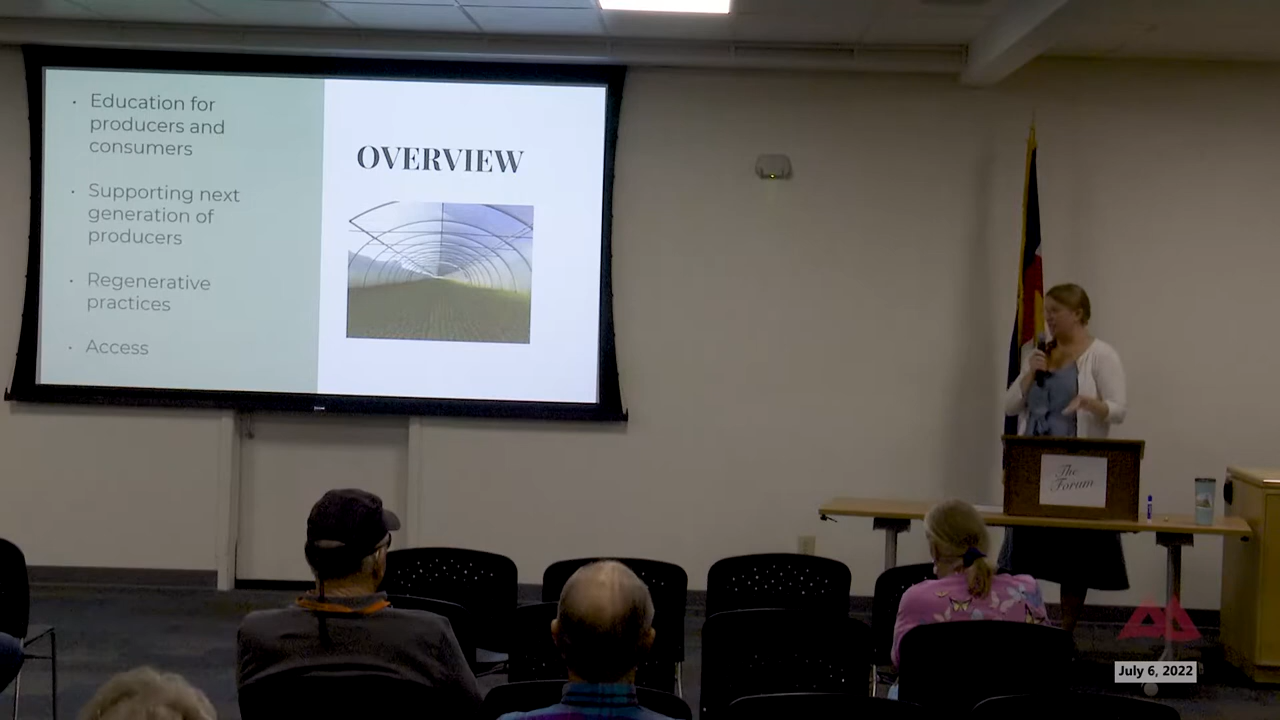 • Education for
producers and
consumers
• Supporting next
generation of
producers
• Regenerative
practices
• Access
OVERVIEW
The
Forum
July 6, 2022